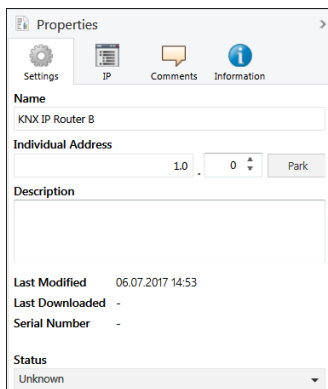 Properties
Settings IP Comments Information
Name
KNX IP Router B
Individual Address
1.0 . 0 Park
Description
Last Modified 06.07.2017 14:53
Last Downloaded -
Serial Number -
Status
Unknown